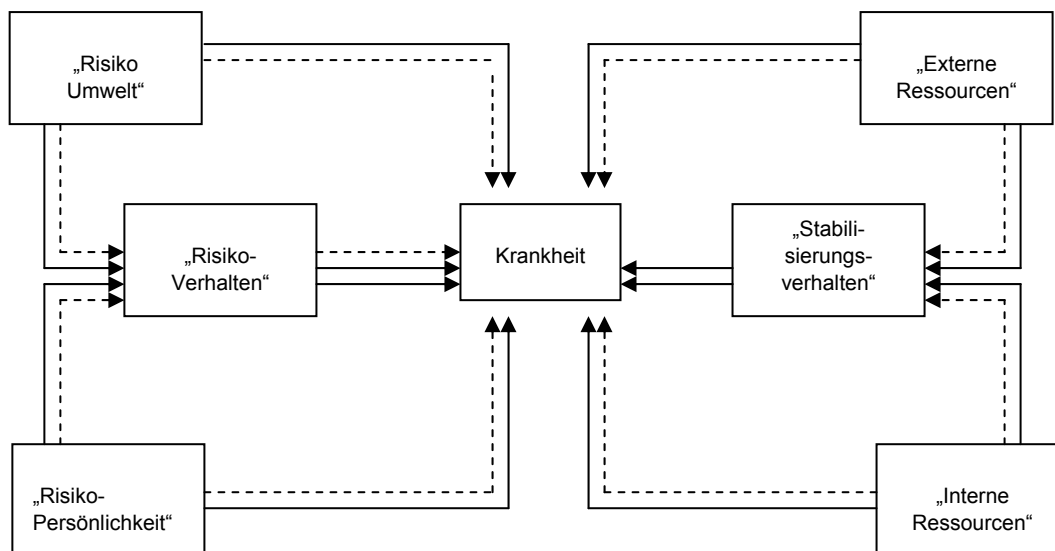 „Risiko
Umwelt“
„Externe
Ressourcen“
„Risiko-
Verhalten“
Krankheit
„Stabili-
sierungs-
verhalten“
„Risiko-
Persönlichkeit“
„Interne
Ressourcen“